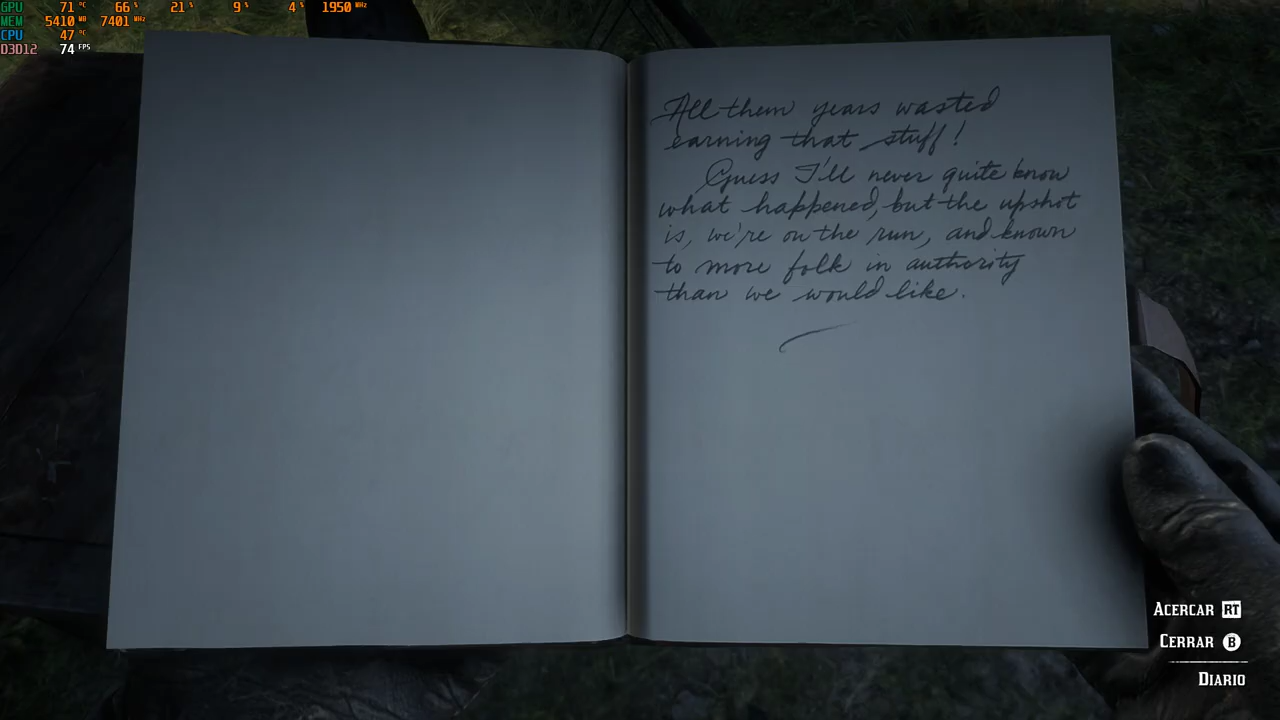 GPU 71 °C 66 % 21 % 9 % 4 % 1950 MHz
MEM 5410 MB 7401 MHz
CPU 47 °C
D3D12 74 FPS
All them years wasted
earning that stuff!
Guess I'll never quite know
what happened, but the upshot
is, we're on the run, and known
to more folk in authority
than we would like.
ACERCAR RT
CERRAR B
DIARIO